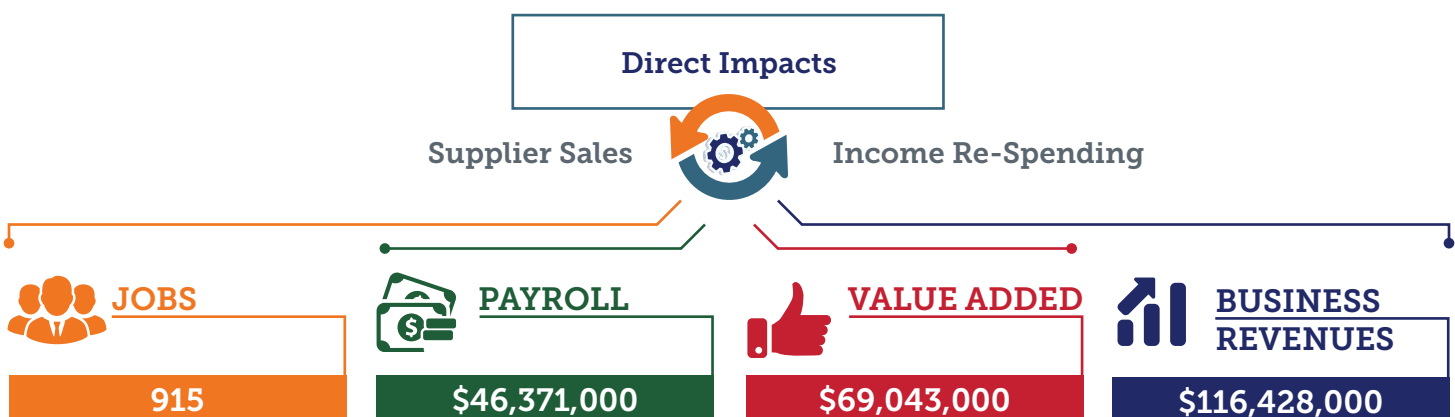 Direct Impacts
Supplier Sales
Income Re-Spending
JOBS
915
PAYROLL
$
$46,371,000
VALUE ADDED
$69,043,000
BUSINESS
REVENUES
$116,428,000